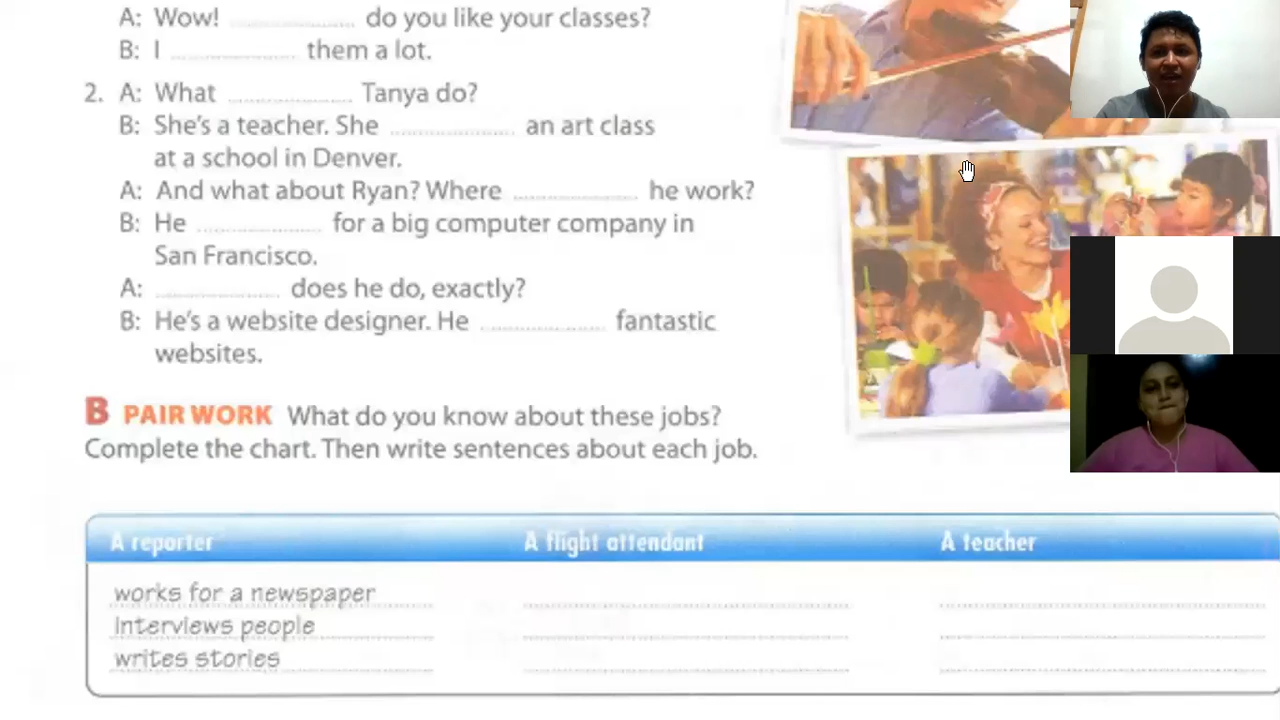 A: Wow! .................... do you like your classes?
B: I .................... them a lot.
2. A: What .................... Tanya do?
B: She's a teacher. She .................... an art class
at a school in Denver.
A: And what about Ryan? Where .................... he work?
B: He .................... for a big computer company in
San Francisco.
A: .................... does he do, exactly?
B: He's a website designer. He .................... fantastic
websites.
B PAIR WORK What do you know about these jobs?
Complete the chart. Then write sentences about each job.
A reporter A flight attendant A teacher
works for a newspaper
interviews people
writes stories